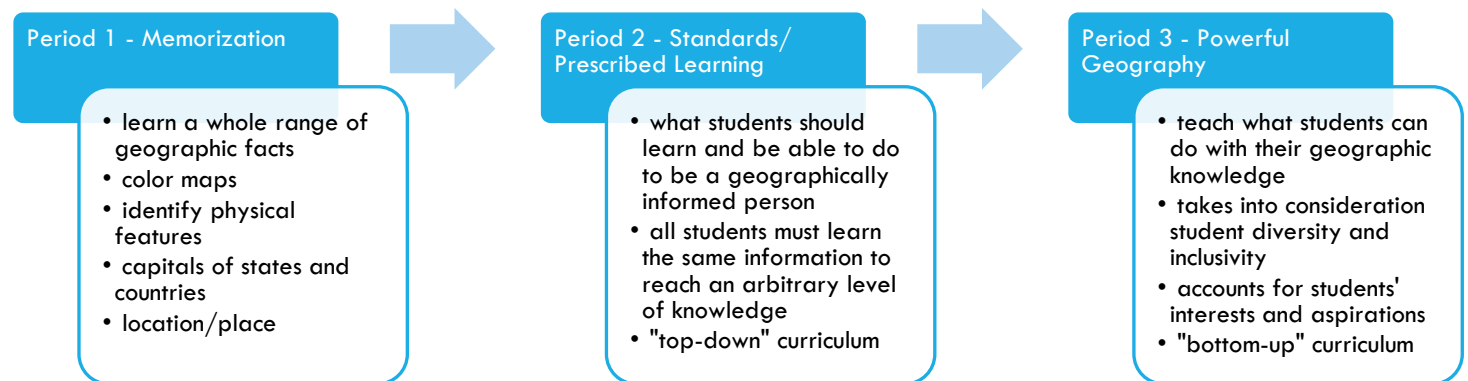 Period 1 - Memorization
• learn a whole range of
geographic facts
• color maps
• identify physical
features
• capitals of states and
countries
• location/place
Period 2 - Standards/
Prescribed Learning
• what students should
learn and be able to do
to be a geographically
informed person
• all students must learn
the same information to
reach an arbitrary level
of knowledge
• "top-down" curriculum
Period 3 - Powerful
Geography
• teach what students can
do with their geographic
knowledge
• takes into consideration
student diversity and
inclusivity
• accounts for students'
interests and aspirations
• "bottom-up" curriculum